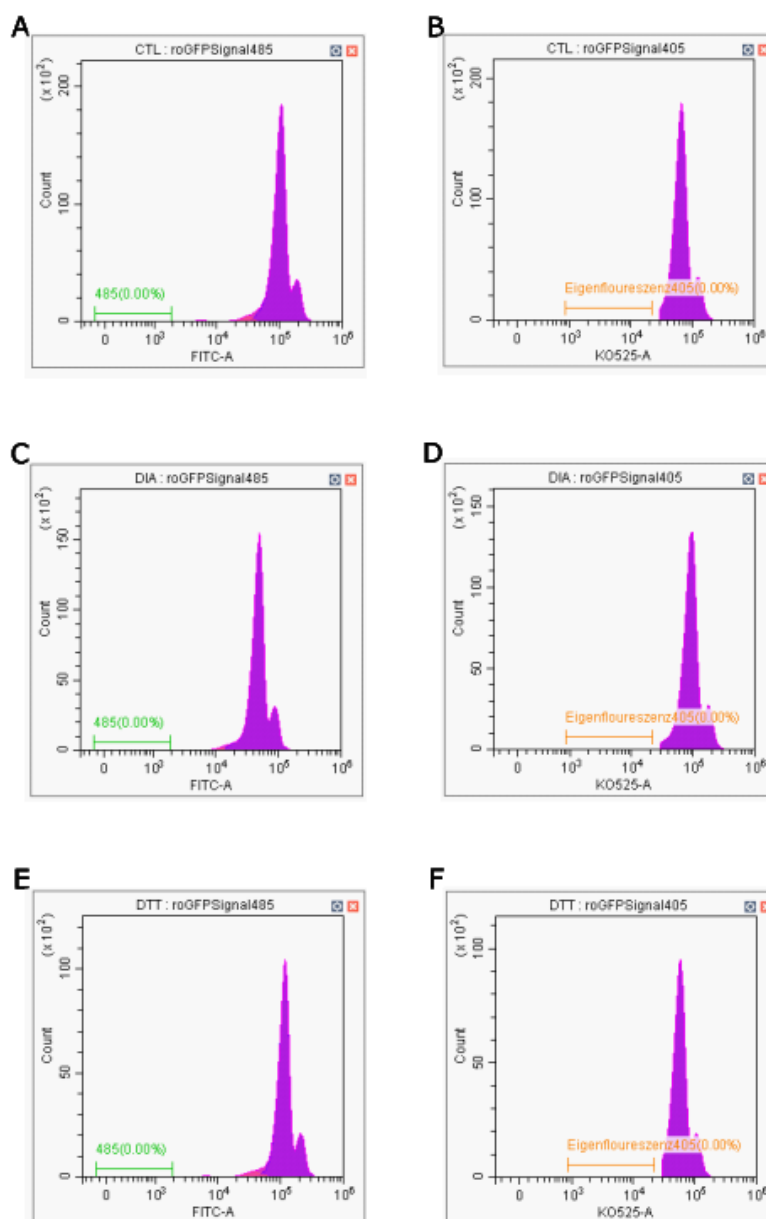 A
CTL : roGFPSignal485
(x10²)
200
100
0
Count
485(0.00%)
0 10³ 10⁴ 10⁵ 10⁶
FITC-A
B
CTL : roGFPSignal405
(x10²)
200
100
0
Count
Eigenfloureszenz405(0.00%)
0 10³ 10⁴ 10⁵ 10⁶
KO525-A
C
DIA : roGFPSignal485
(x10²)
150
100
50
0
Count
485(0.00%)
0 10³ 10⁴ 10⁵ 10⁶
FITC-A
D
DIA : roGFPSignal405
(x10²)
150
100
50
0
Count
Eigenfloureszenz405(0.00%)
0 10³ 10⁴ 10⁵ 10⁶
KO525-A
E
DTT : roGFPSignal485
(x10²)
100
50
0
Count
485(0.00%)
0 10³ 10⁴ 10⁵ 10⁶
FITC-A
F
DTT : roGFPSignal405
(x10²)
100
50
0
Count
Eigenfloureszenz405(0.00%)
0 10³ 10⁴ 10⁵ 10⁶
KO525-A